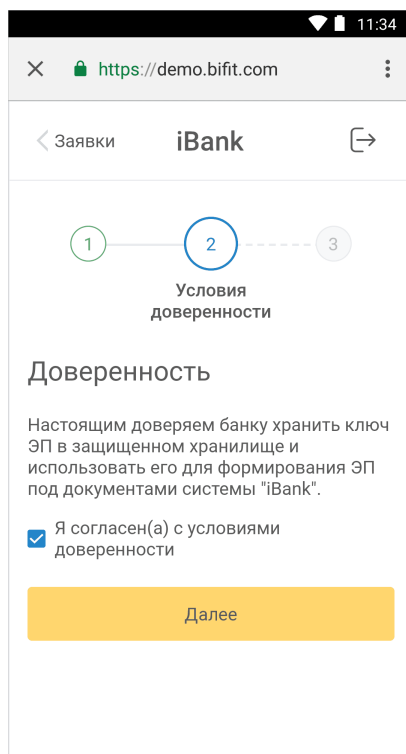 11:34
https://demo.bifit.com
Заявки
iBank
1
2
3
Условия
доверенности
Доверенность
Настоящим доверяем банку хранить ключ
ЭП в защищенном хранилище и
использовать его для формирования ЭП
под документами системы "iBank".
Я согласен(а) с условиями
доверенности
Далее